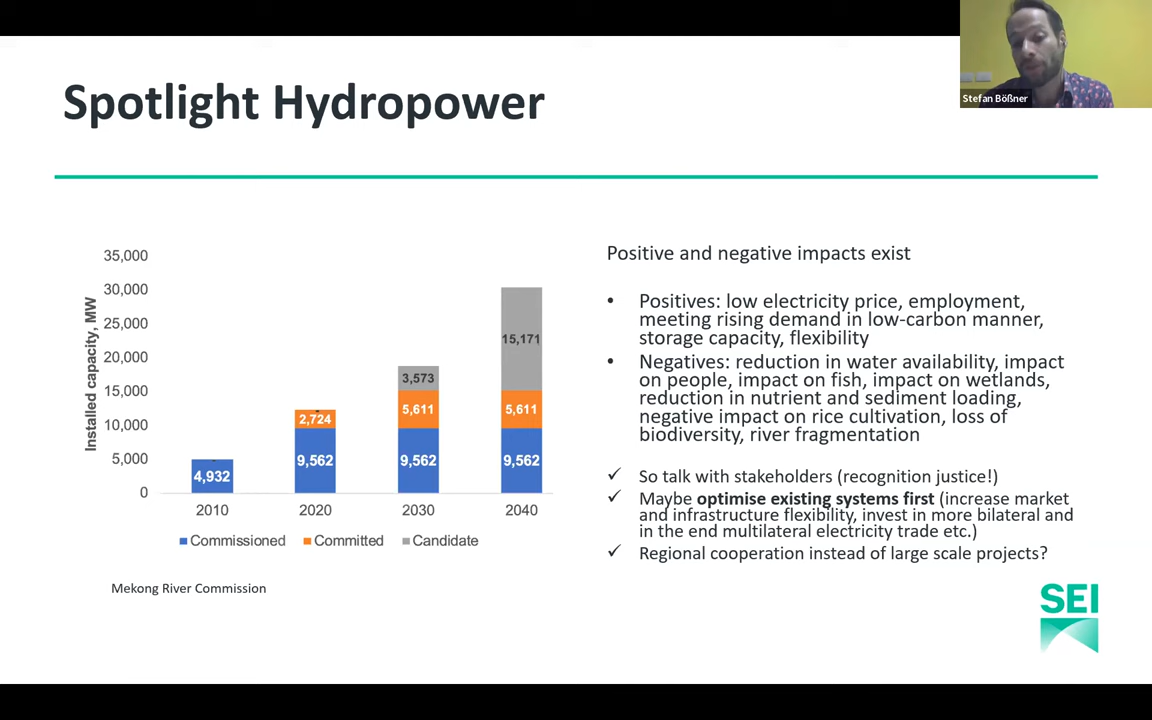 Spotlight Hydropower
Stefan Bößner
Installed capacity, MW
35,000
30,000
25,000
20,000
15,000
10,000
5,000
0
4,932
2,724
9,562
3,573
5,611
9,562
15,171
5,611
9,562
2010
2020
2030
2040
Commissioned
Committed
Candidate
Mekong River Commission
Positive and negative impacts exist
• Positives: low electricity price, employment,
meeting rising demand in low-carbon manner,
storage capacity, flexibility
• Negatives: reduction in water availability, impact
on people, impact on fish, impact on wetlands,
reduction in nutrient and sediment loading,
negative impact on rice cultivation, loss of
biodiversity, river fragmentation
✓ So talk with stakeholders (recognition justice!)
✓ Maybe optimise existing systems first (increase market
and infrastructure flexibility, invest in more bilateral and
in the end multilateral electricity trade etc.)
✓ Regional cooperation instead of large scale projects?
SEI